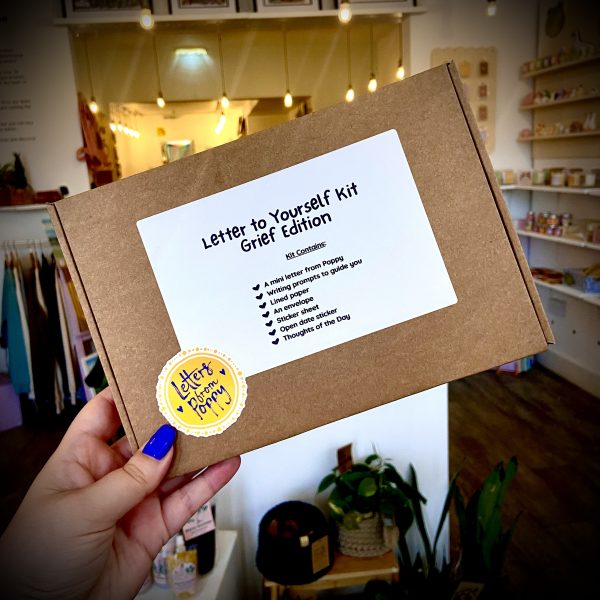 Letter to Yourself Kit
Grief Edition
Kit Contains:
A mini letter from Poppy
Writing prompts to guide you
Lined paper
An envelope
Sticker sheet
Open date sticker
Thoughts of the Day
Letters
from
Poppy